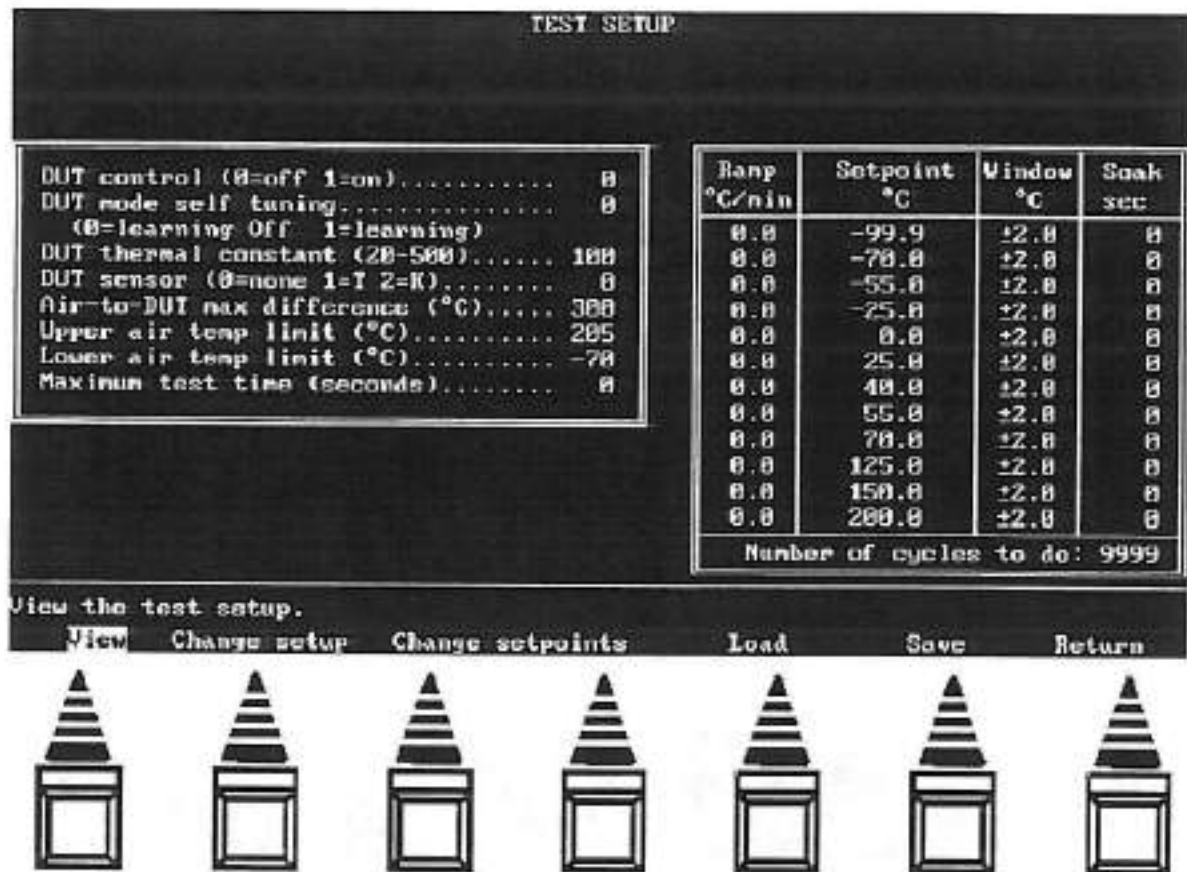 TEST SETUP
DUT control (0=off 1=on)........... 0
DUT mode self tuning............... 0
(0=learning Off 1=learning)
DUT thermal constant (20-500)...... 100
DUT sensor (0=none 1=T 2=K)........ 0
Air-to-DUT max difference (°C)..... 300
Upper air temp limit (°C).......... 205
Lower air temp limit (°C).......... -70
Maximum test time (seconds)........ 0
Ramp Setpoint Window Soak
°C/min °C °C sec
0.0 -99.9 ±2.0 0
0.0 -70.0 ±2.0 0
0.0 -55.0 ±2.0 0
0.0 -25.0 ±2.0 0
0.0 0.0 ±2.0 0
0.0 25.0 ±2.0 0
0.0 40.0 ±2.0 0
0.0 55.0 ±2.0 0
0.0 70.0 ±2.0 0
0.0 125.0 ±2.0 0
0.0 150.0 ±2.0 0
0.0 200.0 ±2.0 0
Number of cycles to do: 9999
View the test setup.
View Change setup Change setpoints Load Save Return